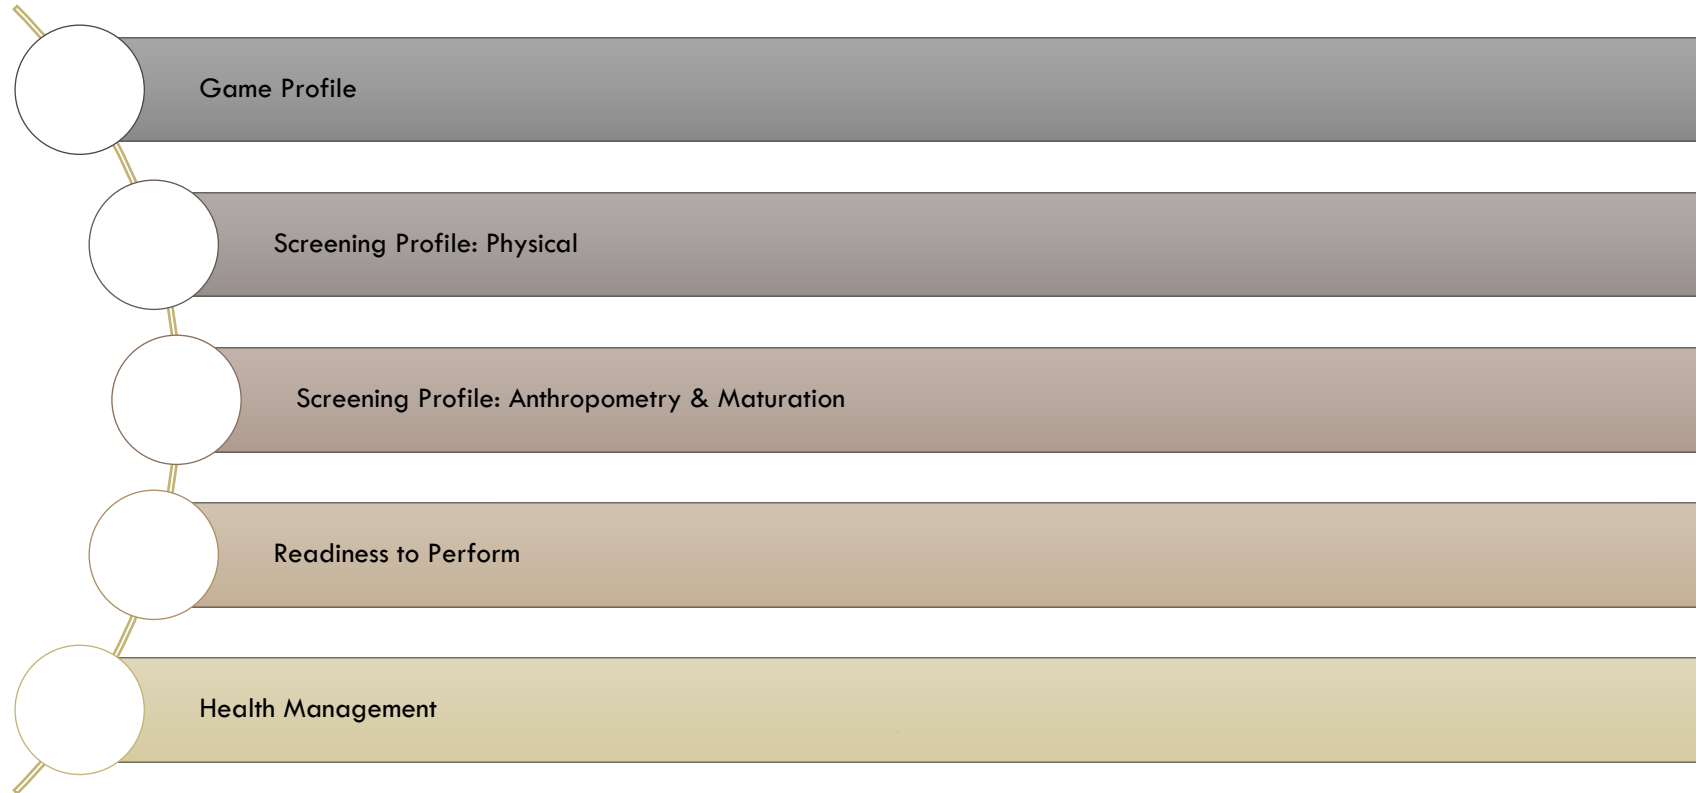 Game Profile
Screening Profile: Physical
Screening Profile: Anthropometry & Maturation
Readiness to Perform
Health Management